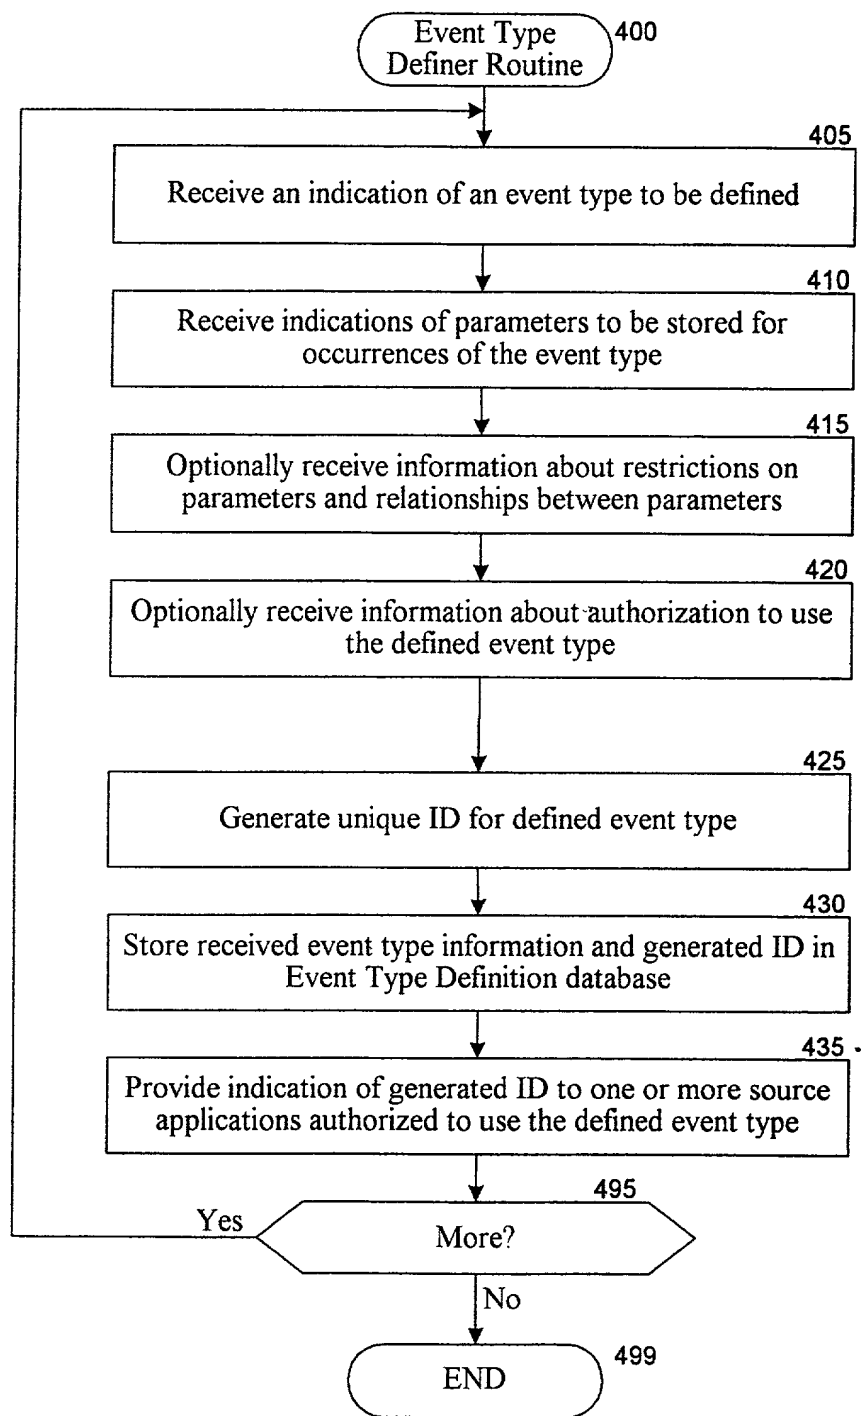 Event Type
Definer Routine
400
405
Receive an indication of an event type to be defined
410
Receive indications of parameters to be stored for
occurrences of the event type
415
Optionally receive information about restrictions on
parameters and relationships between parameters
420
Optionally receive information about authorization to use
the defined event type
425
Generate unique ID for defined event type
430
Store received event type information and generated ID in
Event Type Definition database
435
Provide indication of generated ID to one or more source
applications authorized to use the defined event type
495
Yes
More?
No
499
END